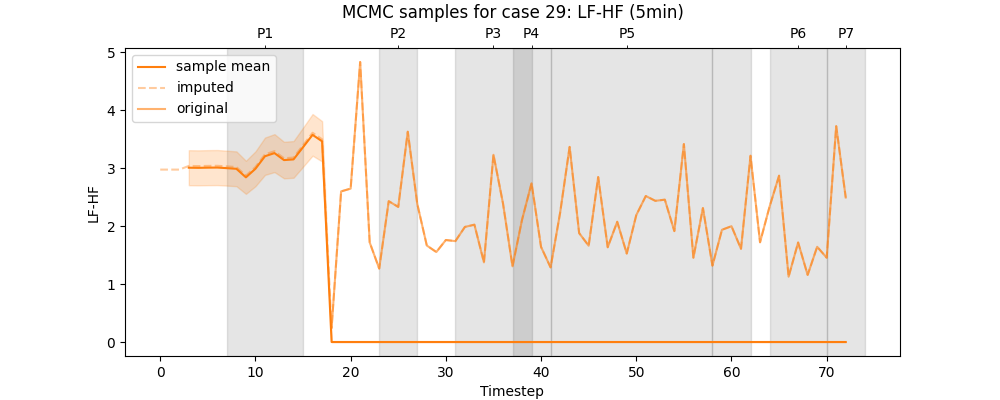 MCMC samples for case 29: LF-HF (5min)
P1 P2 P3 P4 P5 P6 P7
sample mean
imputed
original
5
4
3
2
1
0
LF-HF
0 10 20 30 40 50 60 70
Timestep